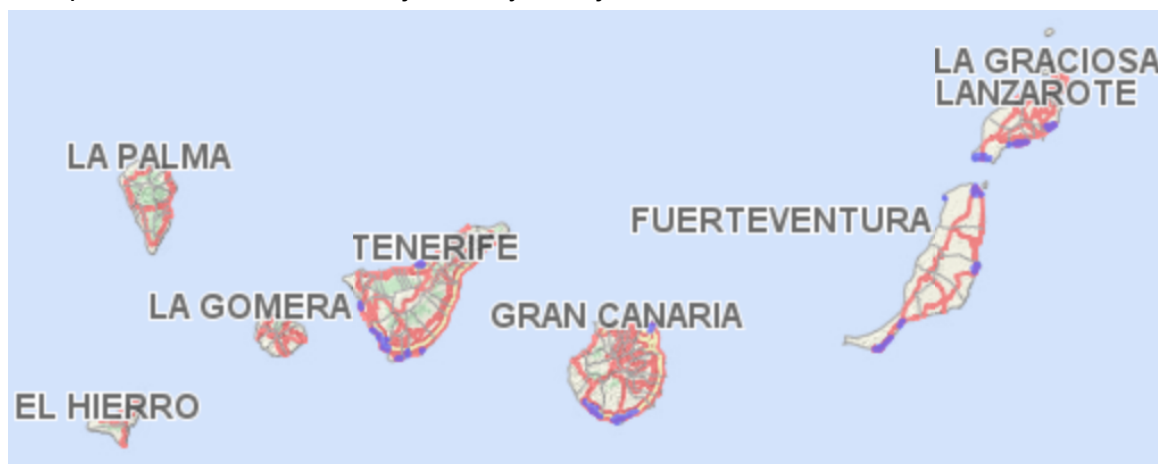 LA GRACIOSA
LANZAROTE
LA PALMA
FUERTEVENTURA
TENERIFE
LA GOMERA
GRAN CANARIA
EL HIERRO